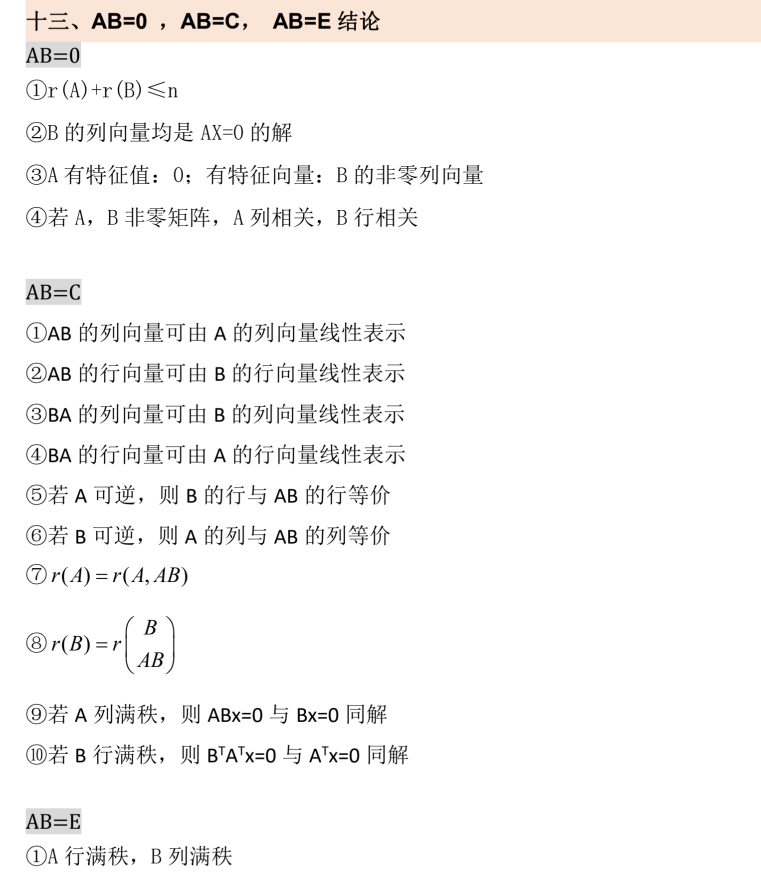 十三、AB=0 ，AB=C， AB=E 结论
AB=0
①r(A)+r(B)≤n
②B 的列向量均是 AX=0 的解
③A 有特征值：0；有特征向量：B 的非零列向量
④若 A，B 非零矩阵，A 列相关，B 行相关
AB=C
①AB 的列向量可由 A 的列向量线性表示
②AB 的行向量可由 B 的行向量线性表示
③BA 的列向量可由 B 的列向量线性表示
④BA 的行向量可由 A 的行向量线性表示
⑤若 A 可逆，则 B 的行与 AB 的行等价
⑥若 B 可逆，则 A 的列与 AB 的列等价
⑦ r(A) = r(A, AB)
⑧ r(B) = r(B
AB)
⑨若 A 列满秩，则 ABx=0 与 Bx=0 同解
⑩若 B 行满秩，则 BᵀAᵀx=0 与 Aᵀx=0 同解
AB=E
①A 行满秩，B 列满秩